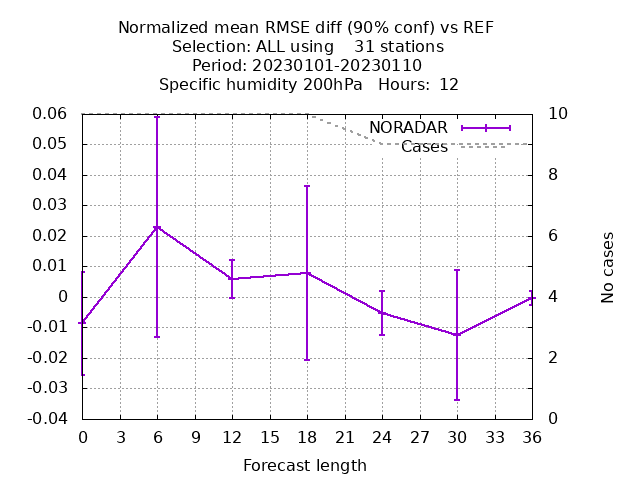 Normalized mean RMSE diff (90% conf) vs REF
Selection: ALL using    31 stations
Period: 20230101-20230110
Specific humidity 200hPa   Hours:  12
0.06
0.05
0.04
0.03
0.02
0.01
0
-0.01
-0.02
-0.03
-0.04
NORADAR
Cases
10
8
6
4
2
0
No cases
0 3 6 9 12 15 18 21 24 27 30 33 36
Forecast length